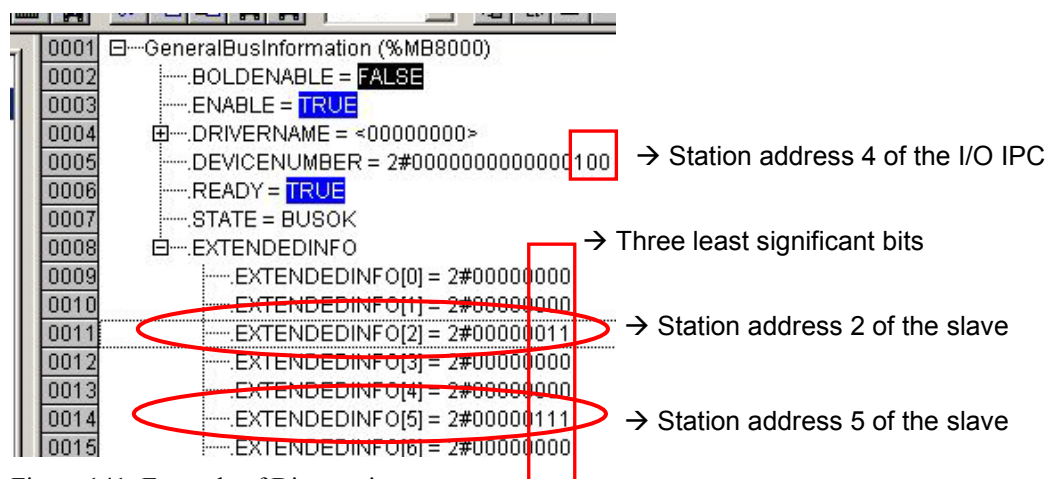 0001 GeneralBusInformation (%MB8000)
0002 .BOLDENABLE = FALSE
0003 .ENABLE = TRUE
0004 .DRIVERNAME = <00000000>
0005 .DEVICENUMBER = 2#0000000000000100 → Station address 4 of the I/O IPC
0006 .READY = TRUE
0007 .STATE = BUSOK
0008 .EXTENDEDINFO → Three least significant bits
0009 .EXTENDEDINFO[0] = 2#00000000
0010 .EXTENDEDINFO[1] = 2#00000000
0011 .EXTENDEDINFO[2] = 2#00000011 → Station address 2 of the slave
0012 .EXTENDEDINFO[3] = 2#00000000
0013 .EXTENDEDINFO[4] = 2#00000000
0014 .EXTENDEDINFO[5] = 2#00000111 → Station address 5 of the slave
0015 .EXTENDEDINFO[6] = 2#00000000